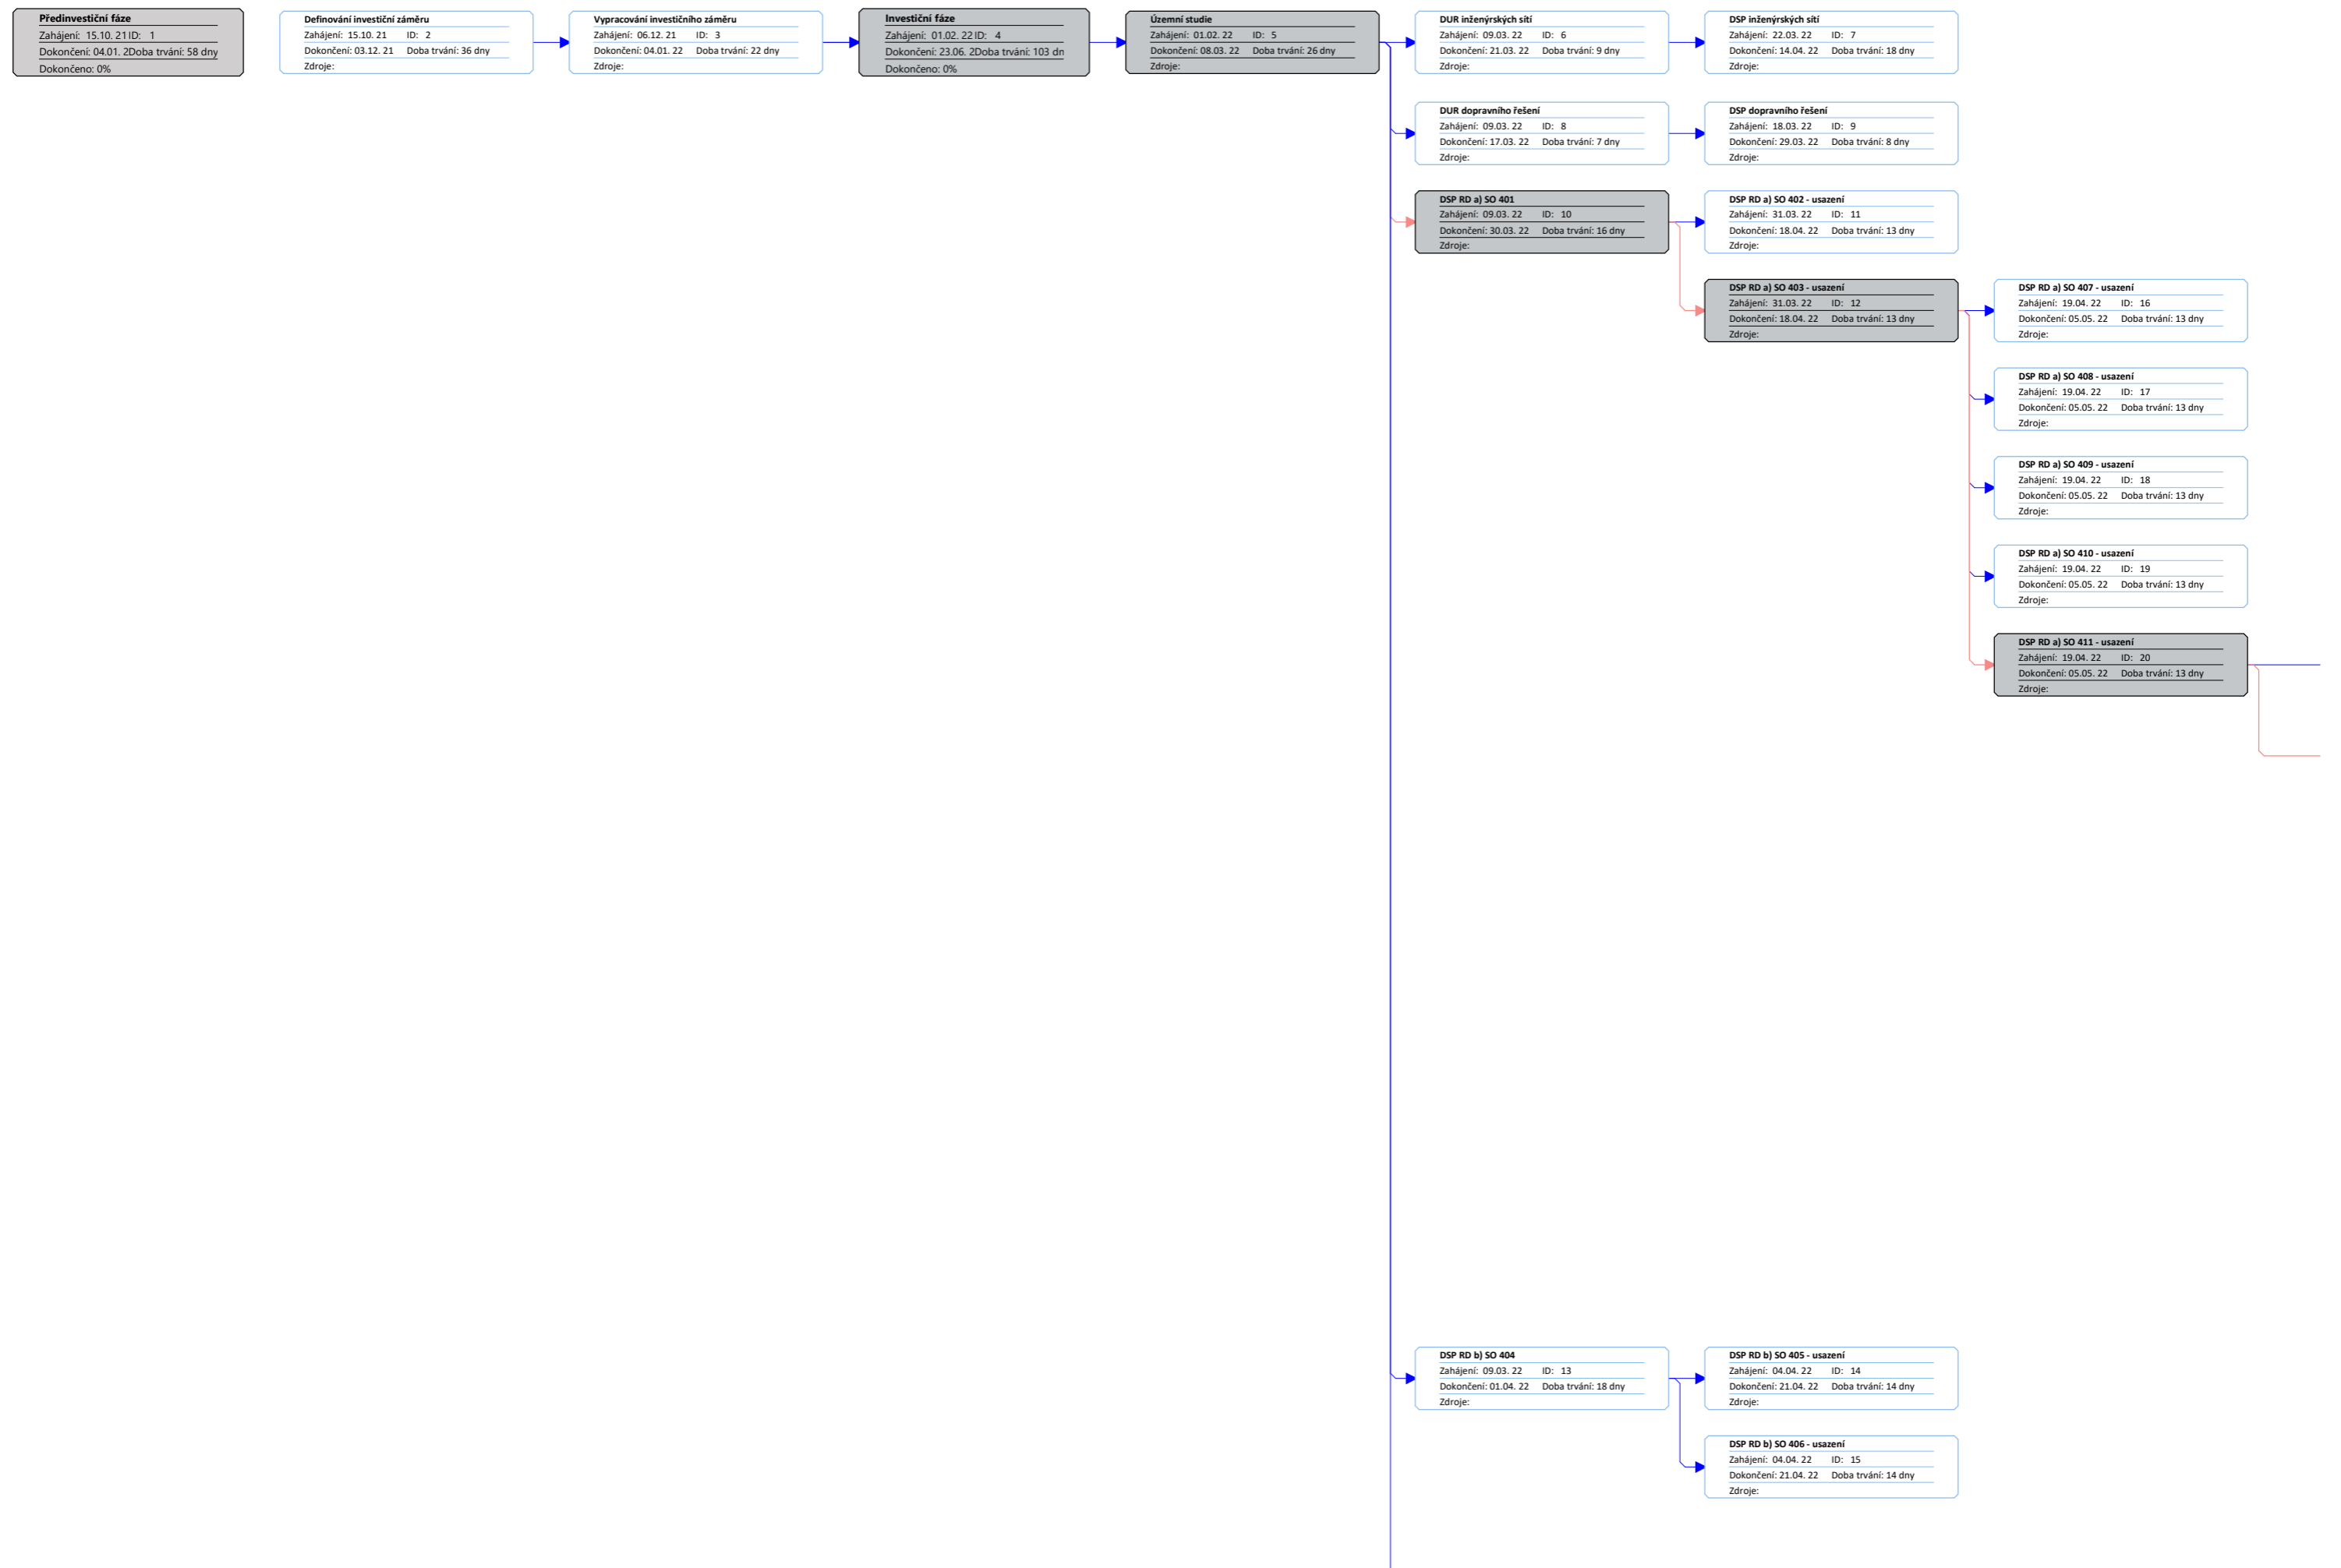 Předinvestiční fáze
Zahájení: 15.10. 21 ID: 1
Dokončení: 04.01. 2Doba trvání: 58 dny
Dokončeno: 0%
Definování investiční záměru
Zahájení: 15.10. 21 ID: 2
Dokončení: 03.12. 21 Doba trvání: 36 dny
Zdroje:
Vypracování investičního záměru
Zahájení: 06.12. 21 ID: 3
Dokončení: 04.01. 22 Doba trvání: 22 dny
Zdroje:
Investiční fáze
Zahájení: 01.02. 22 ID: 4
Dokončení: 23.06. 2Doba trvání: 103 dn
Dokončeno: 0%
Územní studie
Zahájení: 01.02. 22 ID: 5
Dokončení: 08.03. 22 Doba trvání: 26 dny
Zdroje:
DUR inženýrských sítí
Zahájení: 09.03. 22 ID: 6
Dokončení: 21.03. 22 Doba trvání: 9 dny
Zdroje:
DSP inženýrských sítí
Zahájení: 22.03. 22 ID: 7
Dokončení: 14.04. 22 Doba trvání: 18 dny
Zdroje:
DUR dopravního řešení
Zahájení: 09.03. 22 ID: 8
Dokončení: 17.03. 22 Doba trvání: 7 dny
Zdroje:
DSP dopravního řešení
Zahájení: 18.03. 22 ID: 9
Dokončení: 29.03. 22 Doba trvání: 8 dny
Zdroje:
DSP RD a) SO 401
Zahájení: 09.03. 22 ID: 10
Dokončení: 30.03. 22 Doba trvání: 16 dny
Zdroje:
DSP RD a) SO 402 - usazení
Zahájení: 31.03. 22 ID: 11
Dokončení: 18.04. 22 Doba trvání: 13 dny
Zdroje:
DSP RD a) SO 403 - usazení
Zahájení: 31.03. 22 ID: 12
Dokončení: 18.04. 22 Doba trvání: 13 dny
Zdroje:
DSP RD a) SO 407 - usazení
Zahájení: 19.04. 22 ID: 16
Dokončení: 05.05. 22 Doba trvání: 13 dny
Zdroje:
DSP RD a) SO 408 - usazení
Zahájení: 19.04. 22 ID: 17
Dokončení: 05.05. 22 Doba trvání: 13 dny
Zdroje:
DSP RD a) SO 409 - usazení
Zahájení: 19.04. 22 ID: 18
Dokončení: 05.05. 22 Doba trvání: 13 dny
Zdroje:
DSP RD a) SO 410 - usazení
Zahájení: 19.04. 22 ID: 19
Dokončení: 05.05. 22 Doba trvání: 13 dny
Zdroje:
DSP RD a) SO 411 - usazení
Zahájení: 19.04. 22 ID: 20
Dokončení: 05.05. 22 Doba trvání: 13 dny
Zdroje:
DSP RD b) SO 404
Zahájení: 09.03. 22 ID: 13
Dokončení: 01.04. 22 Doba trvání: 18 dny
Zdroje:
DSP RD b) SO 405 - usazení
Zahájení: 04.04. 22 ID: 14
Dokončení: 21.04. 22 Doba trvání: 14 dny
Zdroje:
DSP RD b) SO 406 - usazení
Zahájení: 04.04. 22 ID: 15
Dokončení: 21.04. 22 Doba trvání: 14 dny
Zdroje: